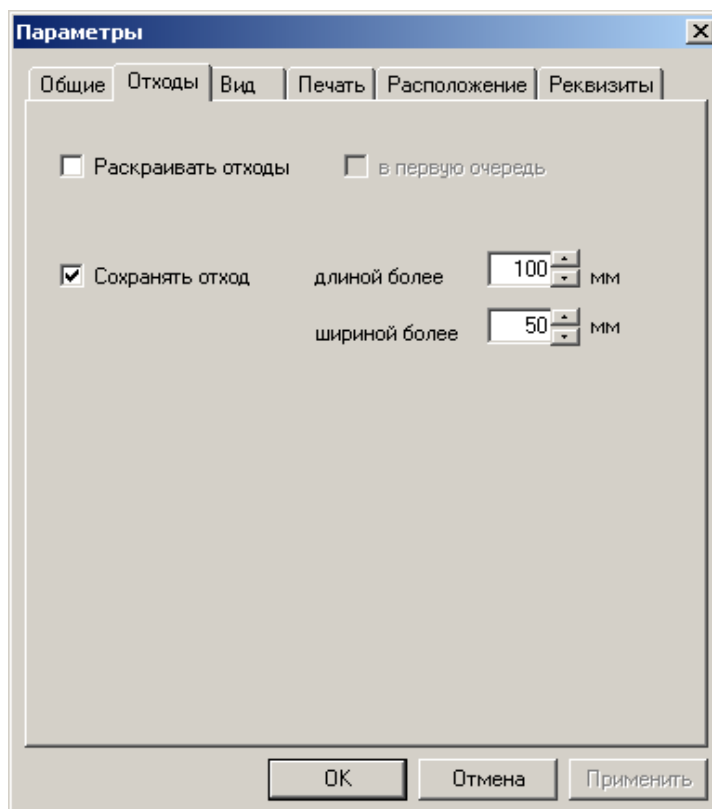 Параметры
Общие Отходы Вид Печать Расположение Реквизиты
Раскраивать отходы в первую очередь
Сохранять отход длиной более 100 мм
шириной более 50 мм
OK Отмена Применить